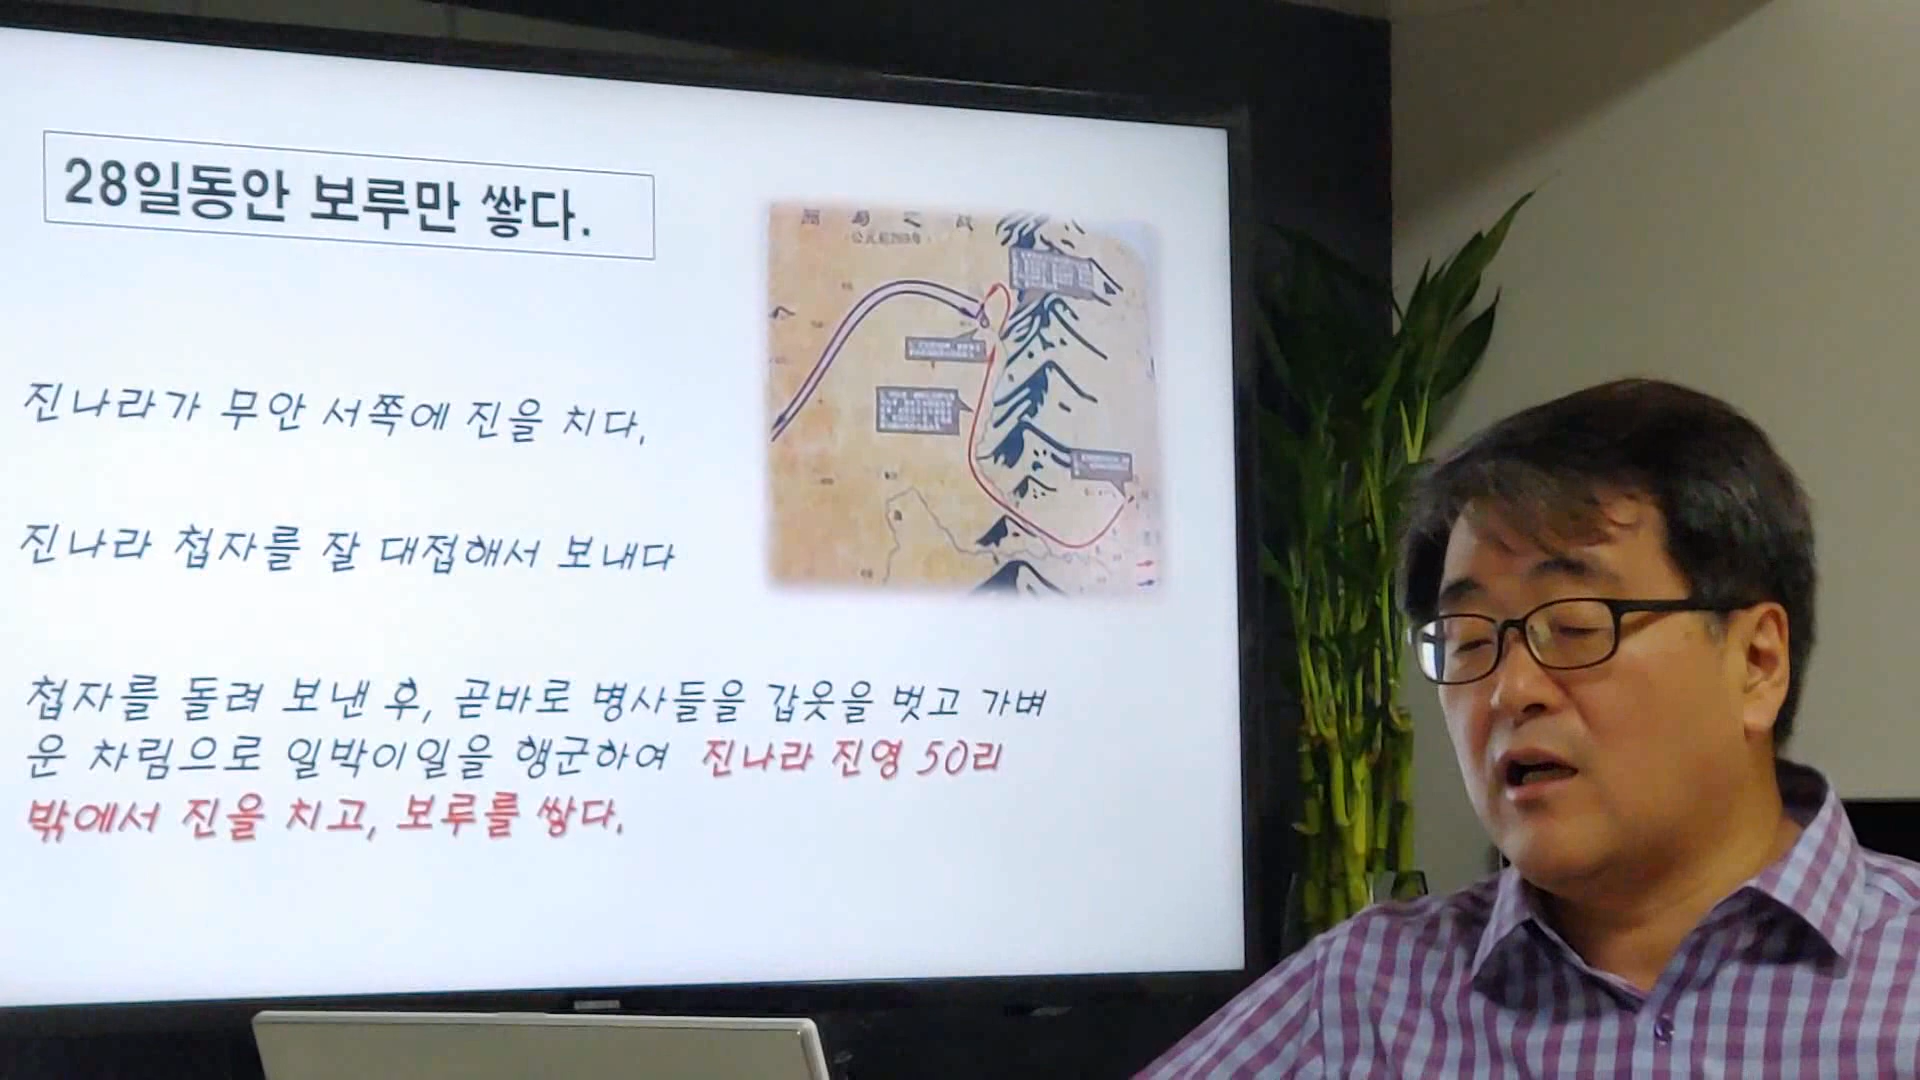 28일동안 보루만 쌓다.
之 战
진나라가 무안 서쪽에 진을 치다.
진나라 첩자를 잘 대접해서 보내다
첩자를 돌려 보낸 후, 곧바로 병사들을 갑옷을 벗고 가벼
운 차림으로 일박이일을 행군하여 진나라 진영 50리
밖에서 진을 치고, 보루를 쌓다.